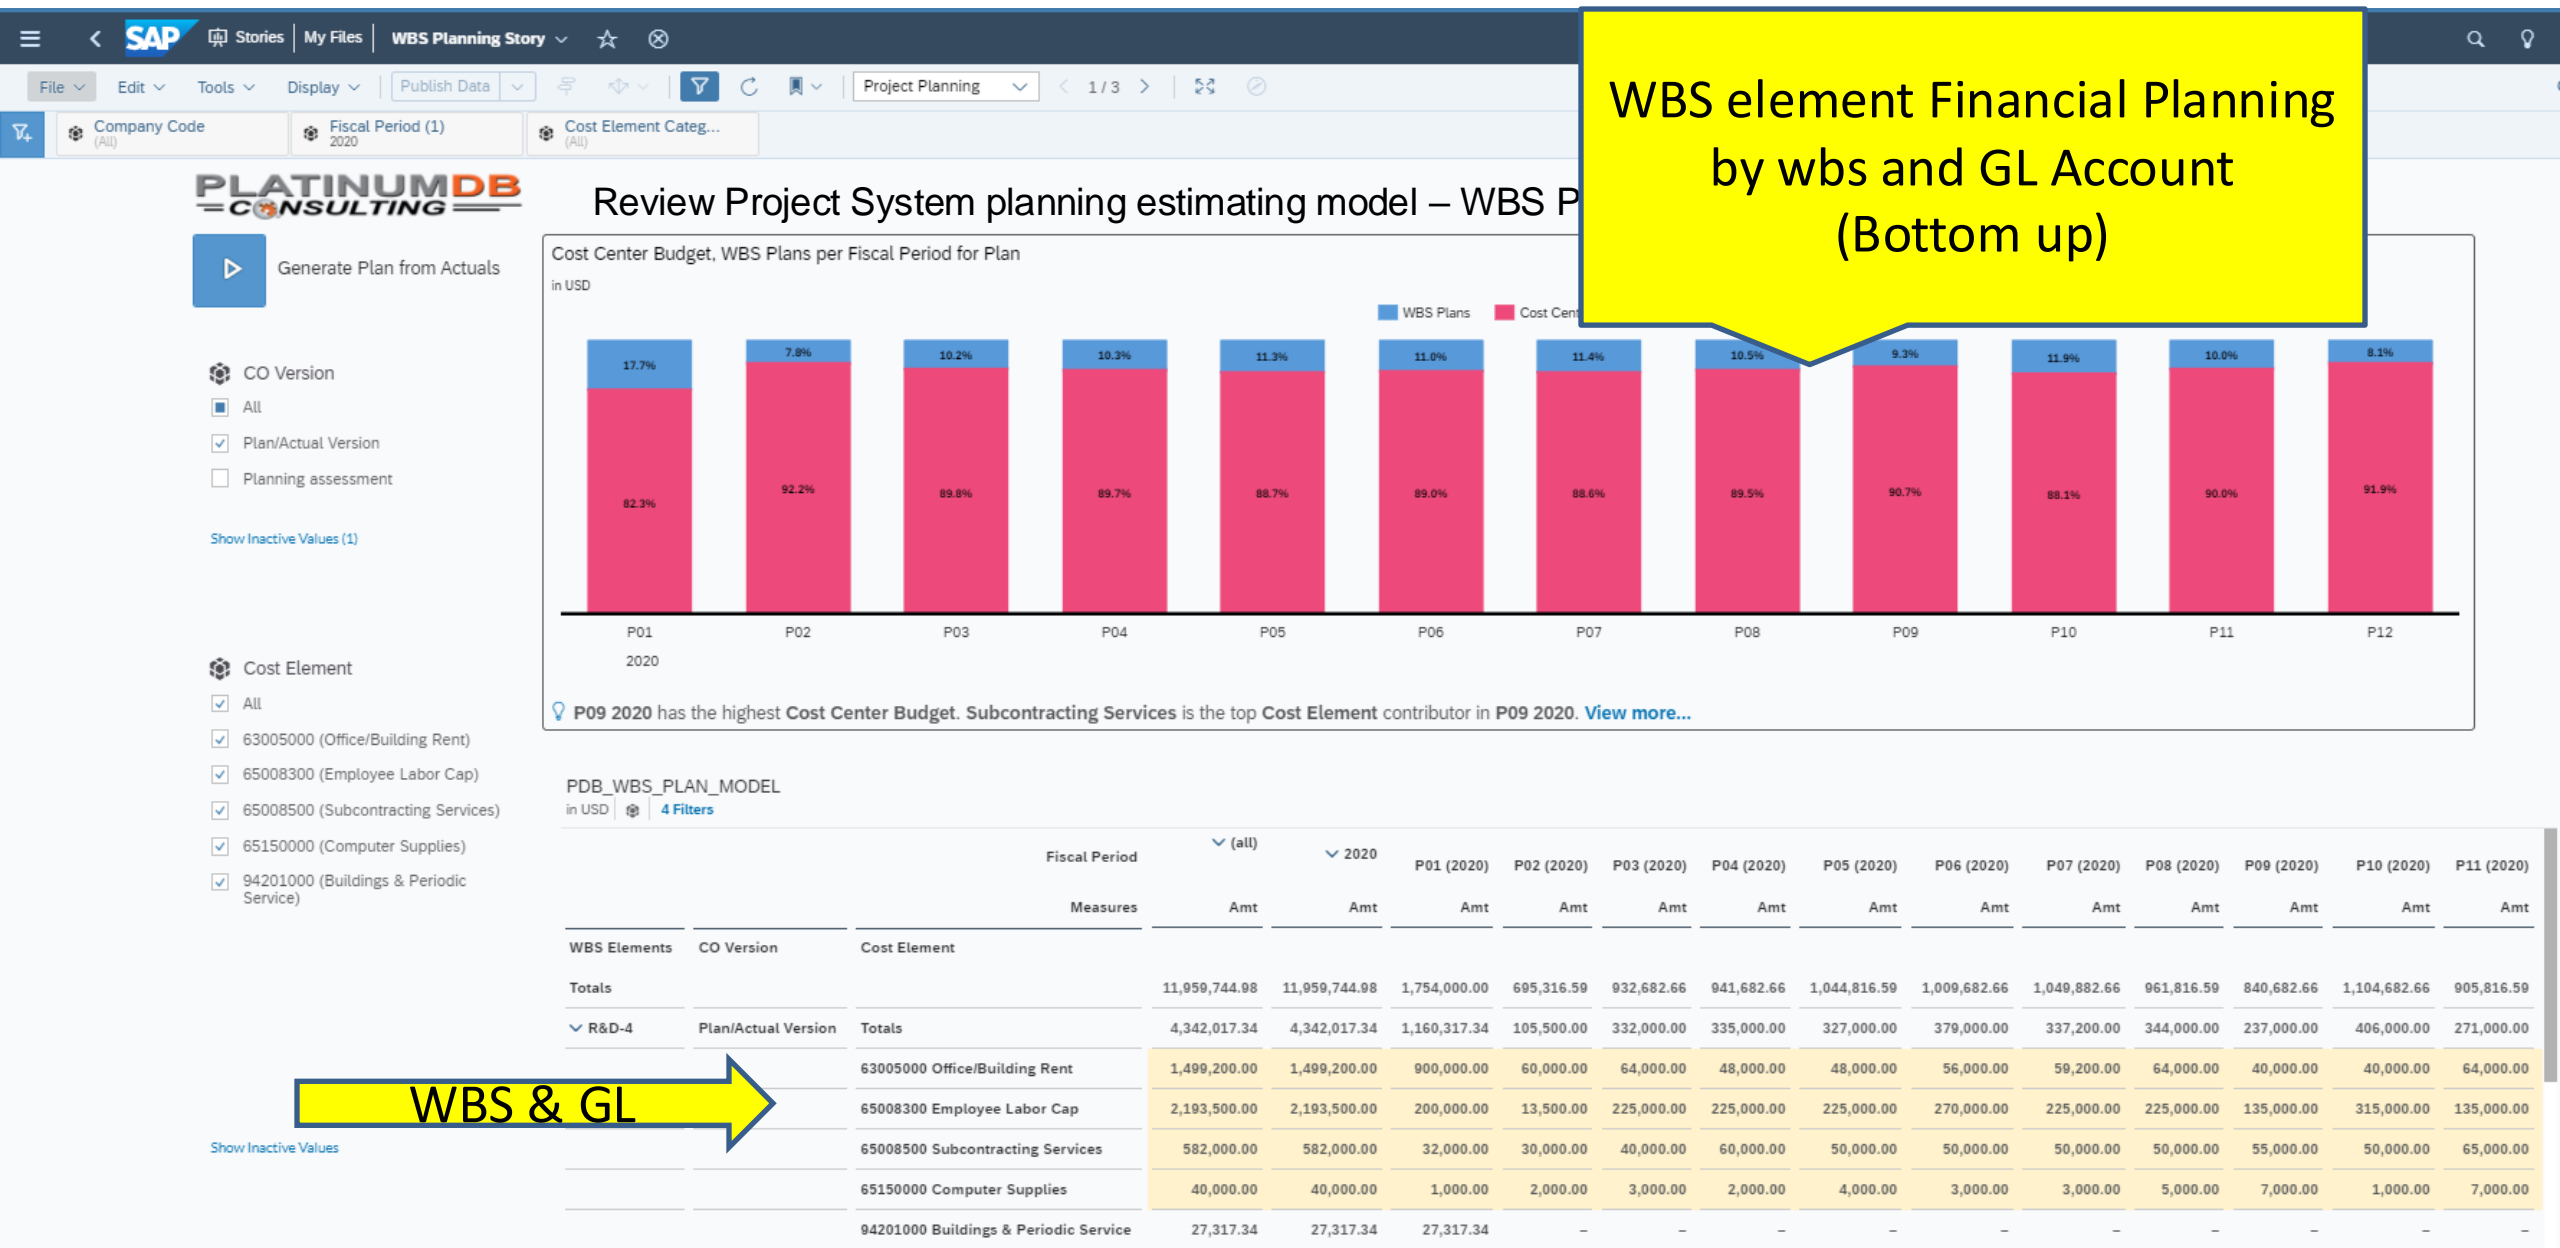 SAP Stories My Files WBS Planning Story
File Edit Tools Display Publish Data Project Planning 1 / 3
Company Code
(All)
Fiscal Period (1)
2020
Cost Element Categ...
(All)
WBS element Financial Planning
by wbs and GL Account
(Bottom up)
PLATINUMDB
CONSULTING
Review Project System planning estimating model – WBS P
Generate Plan from Actuals
Cost Center Budget, WBS Plans per Fiscal Period for Plan
in USD
WBS Plans Cost Cen
17.7% 7.8% 10.2% 10.3% 11.3% 11.0% 11.4% 10.5% 9.3% 11.9% 10.0% 8.1%
82.3% 92.2% 89.8% 89.7% 88.7% 89.0% 88.6% 89.5% 90.7% 88.1% 90.0% 91.9%
P01 P02 P03 P04 P05 P06 P07 P08 P09 P10 P11 P12
2020
P09 2020 has the highest Cost Center Budget. Subcontracting Services is the top Cost Element contributor in P09 2020. View more...
CO Version
All
Plan/Actual Version
Planning assessment
Show Inactive Values (1)
Cost Element
All
63005000 (Office/Building Rent)
65008300 (Employee Labor Cap)
65008500 (Subcontracting Services)
65150000 (Computer Supplies)
94201000 (Buildings & Periodic
Service)
Show Inactive Values
WBS & GL
PDB_WBS_PLAN_MODEL
in USD 4 Filters
Fiscal Period (all) 2020 P01 (2020) P02 (2020) P03 (2020) P04 (2020) P05 (2020) P06 (2020) P07 (2020) P08 (2020) P09 (2020) P10 (2020) P11 (2020)
Measures Amt Amt Amt Amt Amt Amt Amt Amt Amt Amt Amt Amt Amt
WBS Elements CO Version Cost Element
Totals 11,959,744.98 11,959,744.98 1,754,000.00 695,316.59 932,682.66 941,682.66 1,044,816.59 1,009,682.66 1,049,882.66 961,816.59 840,682.66 1,104,682.66 905,816.59
R&D-4 Plan/Actual Version Totals 4,342,017.34 4,342,017.34 1,160,317.34 105,500.00 332,000.00 335,000.00 327,000.00 379,000.00 337,200.00 344,000.00 237,000.00 406,000.00 271,000.00
63005000 Office/Building Rent 1,499,200.00 1,499,200.00 900,000.00 60,000.00 64,000.00 48,000.00 48,000.00 56,000.00 59,200.00 64,000.00 40,000.00 40,000.00 64,000.00
65008300 Employee Labor Cap 2,193,500.00 2,193,500.00 200,000.00 13,500.00 225,000.00 225,000.00 225,000.00 270,000.00 225,000.00 225,000.00 135,000.00 315,000.00 135,000.00
65008500 Subcontracting Services 582,000.00 582,000.00 32,000.00 30,000.00 40,000.00 60,000.00 50,000.00 50,000.00 50,000.00 50,000.00 55,000.00 50,000.00 65,000.00
65150000 Computer Supplies 40,000.00 40,000.00 1,000.00 2,000.00 3,000.00 2,000.00 4,000.00 3,000.00 3,000.00 5,000.00 7,000.00 1,000.00 7,000.00
94201000 Buildings & Periodic Service 27,317.34 27,317.34 27,317.34 – – – – – – – – – –